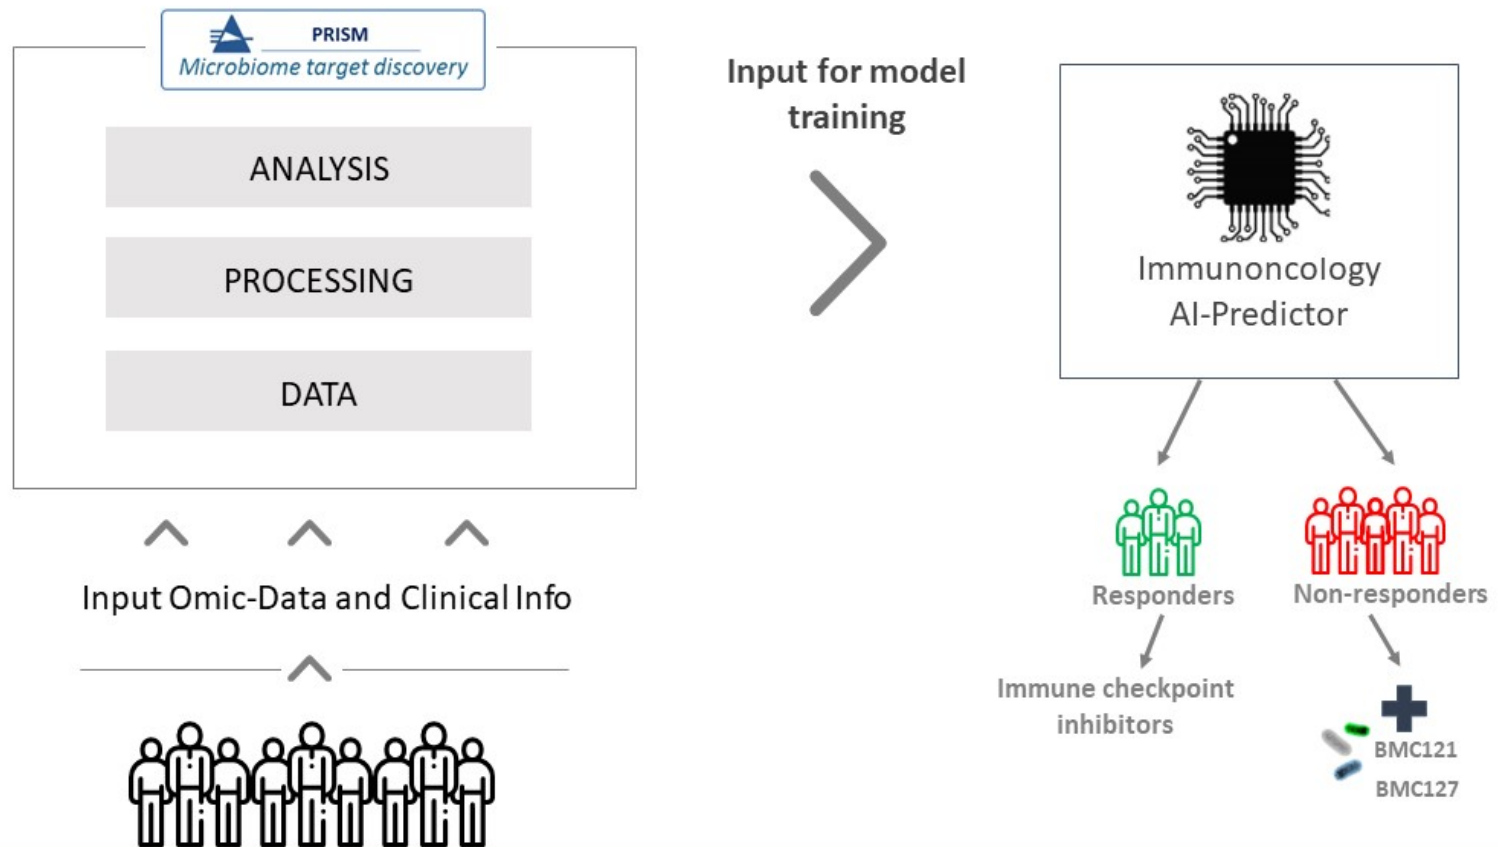 PRISM
Microbiome target discovery
ANALYSIS
PROCESSING
DATA
Input Omic-Data and Clinical Info
Input for model
training
Immunoncology
AI-Predictor
Responders
Non-responders
Immune checkpoint
inhibitors
BMC121
BMC127